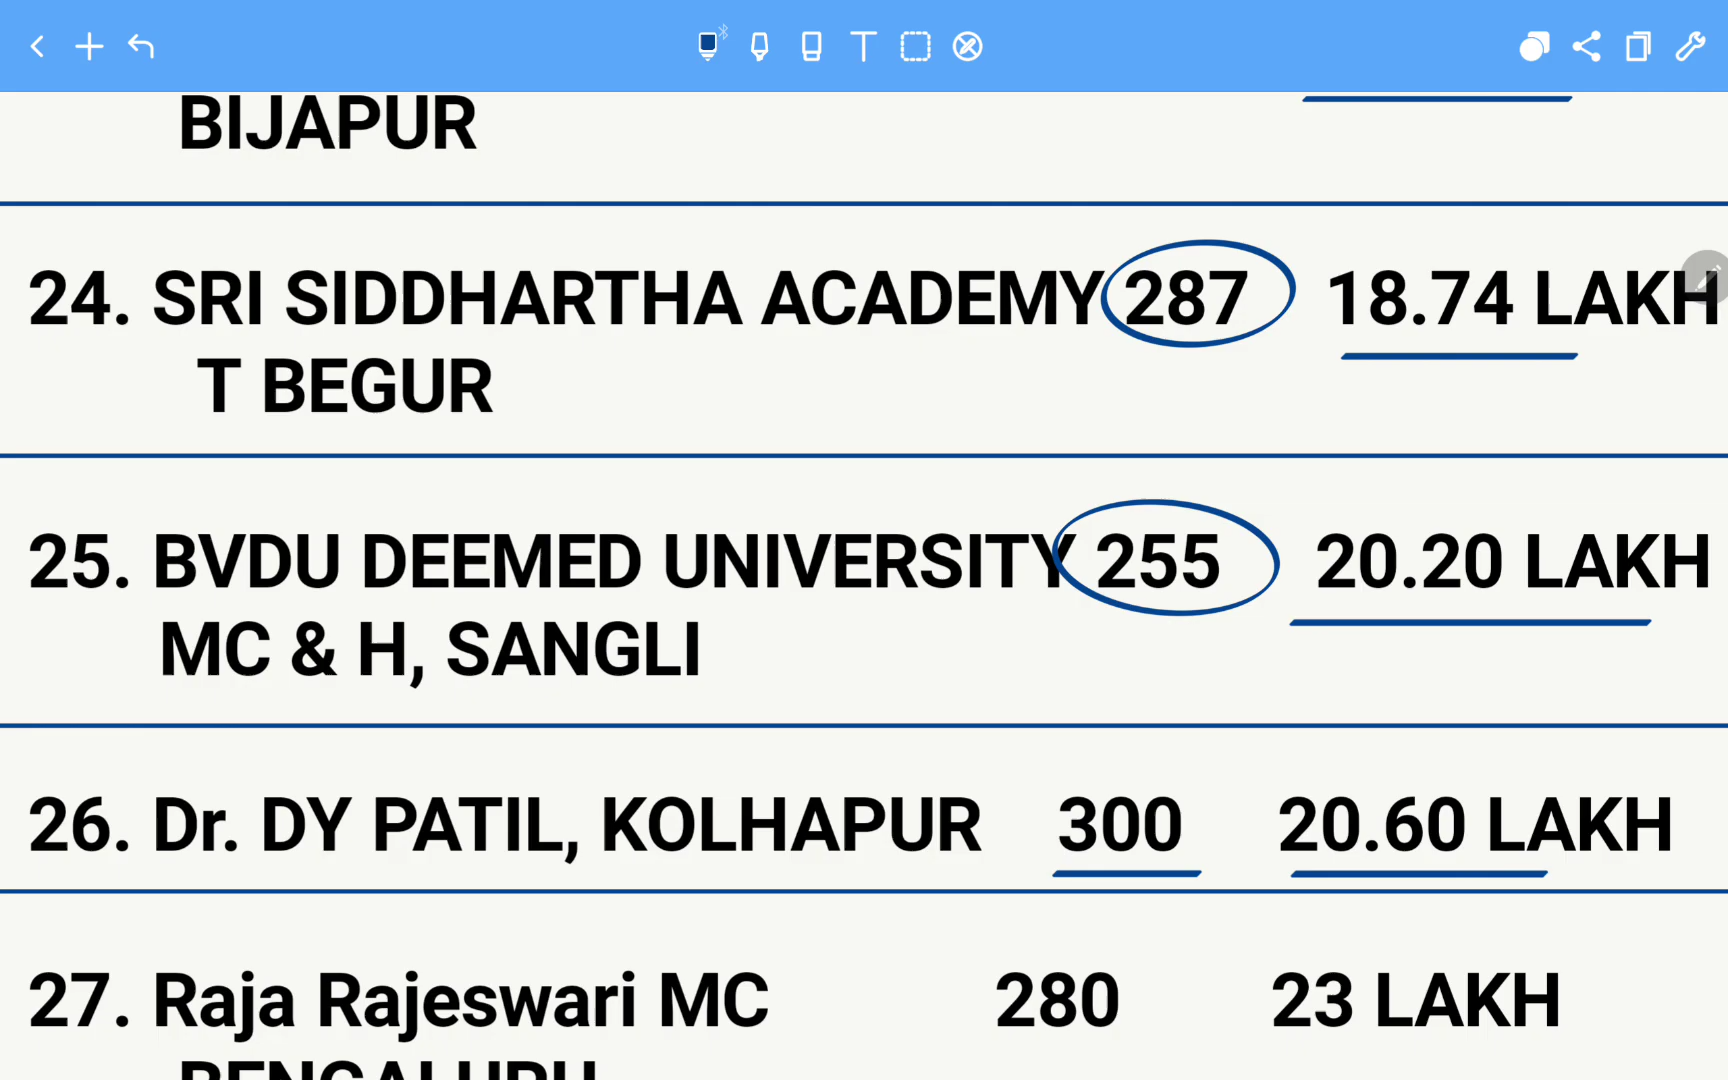 BIJAPUR
24. SRI SIDDHARTHA ACADEMY 287 18.74 LAKH
T BEGUR
25. BVDU DEEMED UNIVERSITY 255 20.20 LAKH
MC & H, SANGLI
26. Dr. DY PATIL, KOLHAPUR 300 20.60 LAKH
27. Raja Rajeswari MC 280 23 LAKH
BENGALURU